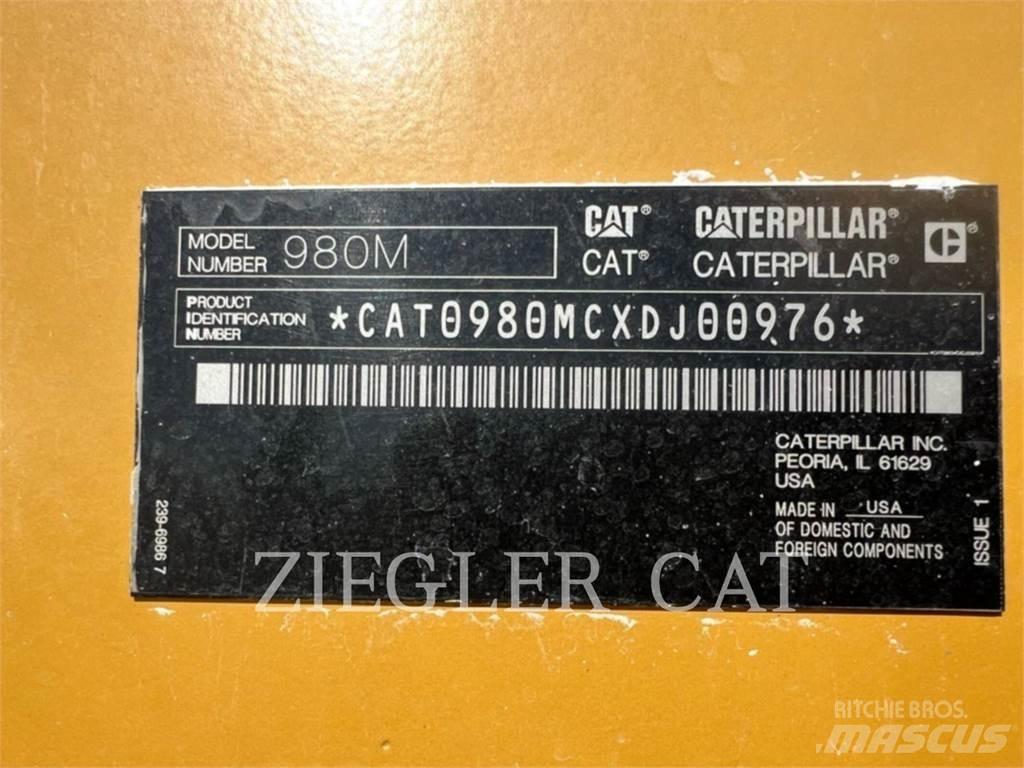 MODEL NUMBER 980M
CAT® CATERPILLAR®
CAT® CATERPILLAR®
PRODUCT
IDENTIFICATION
NUMBER
*CAT0980MCXDJ00976*
CATERPILLAR INC.
PEORIA, IL 61629
USA
MADE IN USA
OF DOMESTIC AND
FOREIGN COMPONENTS
ISSUE 1
239-6986 7
ZIEGLER CAT
RITCHIE BROS.
MASCUS